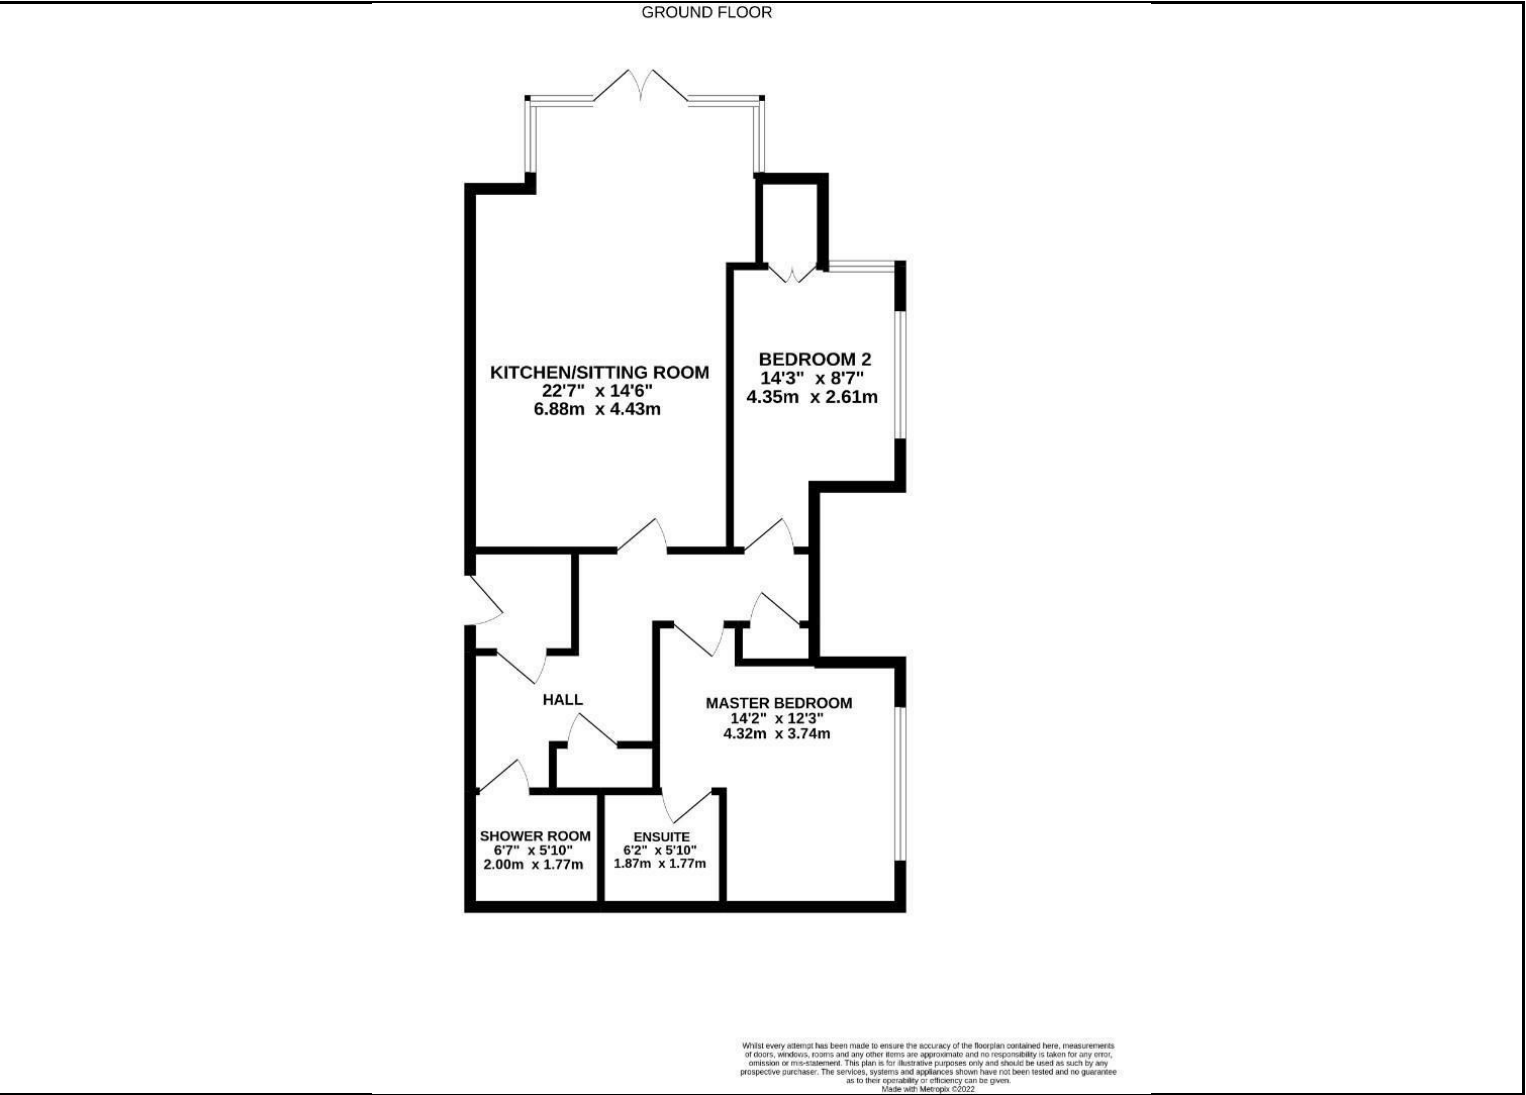 GROUND FLOOR
KITCHEN/SITTING ROOM
22'7" x 14'6"
6.88m x 4.43m
BEDROOM 2
14'3" x 8'7"
4.35m x 2.61m
HALL
MASTER BEDROOM
14'2" x 12'3"
4.32m x 3.74m
SHOWER ROOM
6'7" x 5'10"
2.00m x 1.77m
ENSUITE
6'2" x 5'10"
1.87m x 1.77m
Whilst every attempt has been made to ensure the accuracy of the floorplan contained here, measurements
of doors, windows, rooms and any other items are approximate and no responsibility is taken for any error,
omission or mis-statement. This plan is for illustrative purposes only and should be used as such by any
prospective purchaser. The services, systems and appliances shown have not been tested and no guarantee
as to their operability or efficiency can be given.
Made with Metropix ©2022